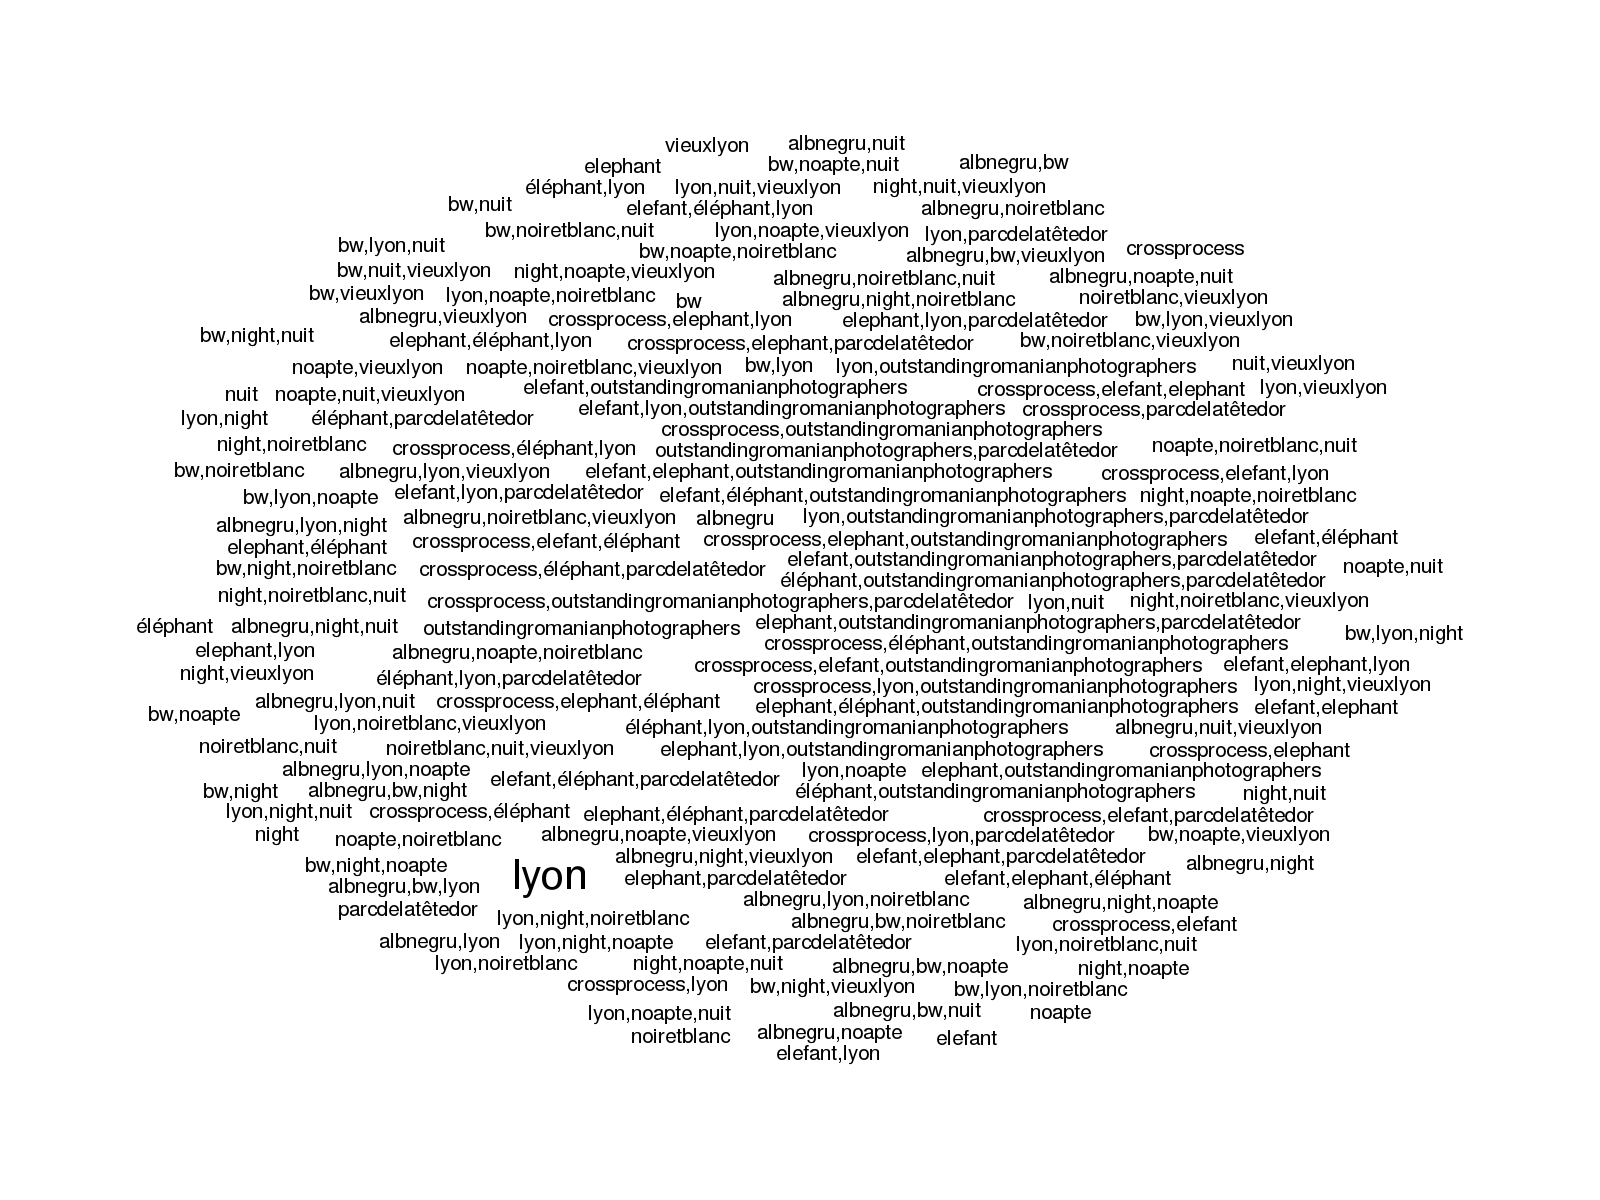 vieuxlyon albnegru,nuit
elephant bw,noapte,nuit albnegru,bw
éléphant,lyon lyon,nuit,vieuxlyon night,nuit,vieuxlyon
bw,nuit elefant,éléphant,lyon albnegru,noiretblanc
bw,noiretblanc,nuit lyon,noapte,vieuxlyon lyon,parcdelatêtedor
bw,lyon,nuit bw,noapte,noiretblanc albnegru,bw,vieuxlyon crossprocess
bw,nuit,vieuxlyon night,noapte,vieuxlyon albnegru,noiretblanc,nuit albnegru,noapte,nuit
bw,vieuxlyon lyon,noapte,noiretblanc bw albnegru,night,noiretblanc noiretblanc,vieuxlyon
albnegru,vieuxlyon crossprocess,elephant,lyon elephant,lyon,parcdelatêtedor bw,lyon,vieuxlyon
bw,night,nuit elephant,éléphant,lyon crossprocess,elephant,parcdelatêtedor bw,noiretblanc,vieuxlyon
noapte,vieuxlyon noapte,noiretblanc,vieuxlyon bw,lyon lyon,outstandingromanianphotographers nuit,vieuxlyon
nuit noapte,nuit,vieuxlyon elefant,outstandingromanianphotographers crossprocess,elefant,elephant lyon,vieuxlyon
lyon,night éléphant,parcdelatêtedor elefant,lyon,outstandingromanianphotographers crossprocess,parcdelatêtedor
crossprocess,outstandingromanianphotographers
night,noiretblanc crossprocess,éléphant,lyon outstandingromanianphotographers,parcdelatêtedor noapte,noiretblanc,nuit
bw,noiretblanc albnegru,lyon,vieuxlyon elefant,elephant,outstandingromanianphotographers crossprocess,elefant,lyon
bw,lyon,noapte elefant,lyon,parcdelatêtedor elefant,éléphant,outstandingromanianphotographers night,noapte,noiretblanc
albnegru,lyon,night albnegru,noiretblanc,vieuxlyon albnegru lyon,outstandingromanianphotographers,parcdelatêtedor
elephant,éléphant crossprocess,elefant,éléphant crossprocess,elephant,outstandingromanianphotographers elefant,éléphant
bw,night,noiretblanc crossprocess,éléphant,parcdelatêtedor elefant,outstandingromanianphotographers,parcdelatêtedor noapte,nuit
éléphant,outstandingromanianphotographers,parcdelatêtedor
night,noiretblanc,nuit crossprocess,outstandingromanianphotographers,parcdelatêtedor lyon,nuit night,noiretblanc,vieuxlyon
éléphant albnegru,night,nuit outstandingromanianphotographers elephant,outstandingromanianphotographers,parcdelatêtedor bw,lyon,night
elephant,lyon albnegru,noapte,noiretblanc crossprocess,éléphant,outstandingromanianphotographers
night,vieuxlyon éléphant,lyon,parcdelatêtedor crossprocess,elefant,outstandingromanianphotographers elefant,elephant,lyon
crossprocess,lyon,outstandingromanianphotographers lyon,night,vieuxlyon
albnegru,lyon,nuit crossprocess,elephant,éléphant elephant,éléphant,outstandingromanianphotographers elefant,elephant
bw,noapte lyon,noiretblanc,vieuxlyon éléphant,lyon,outstandingromanianphotographers albnegru,nuit,vieuxlyon
noiretblanc,nuit noiretblanc,nuit,vieuxlyon elephant,lyon,outstandingromanianphotographers crossprocess,elephant
albnegru,lyon,noapte elefant,éléphant,parcdelatêtedor lyon,noapte elephant,outstandingromanianphotographers
bw,night albnegru,bw,night éléphant,outstandingromanianphotographers night,nuit
lyon,night,nuit crossprocess,éléphant elephant,éléphant,parcdelatêtedor crossprocess,elefant,parcdelatêtedor
night noapte,noiretblanc albnegru,noapte,vieuxlyon crossprocess,lyon,parcdelatêtedor bw,noapte,vieuxlyon
bw,night,noapte lyon albnegru,night,vieuxlyon elefant,elephant,parcdelatêtedor albnegru,night
albnegru,bw,lyon elephant,parcdelatêtedor elefant,elephant,éléphant
parcdelatêtedor lyon,night,noiretblanc albnegru,lyon,noiretblanc albnegru,night,noapte
albnegru,bw,noiretblanc crossprocess,elefant
albnegru,lyon lyon,night,noapte elefant,parcdelatêtedor lyon,noiretblanc,nuit
lyon,noiretblanc night,noapte,nuit albnegru,bw,noapte night,noapte
crossprocess,lyon bw,night,vieuxlyon bw,lyon,noiretblanc
lyon,noapte,nuit albnegru,bw,nuit noapte
noiretblanc albnegru,noapte elefant
elefant,lyon